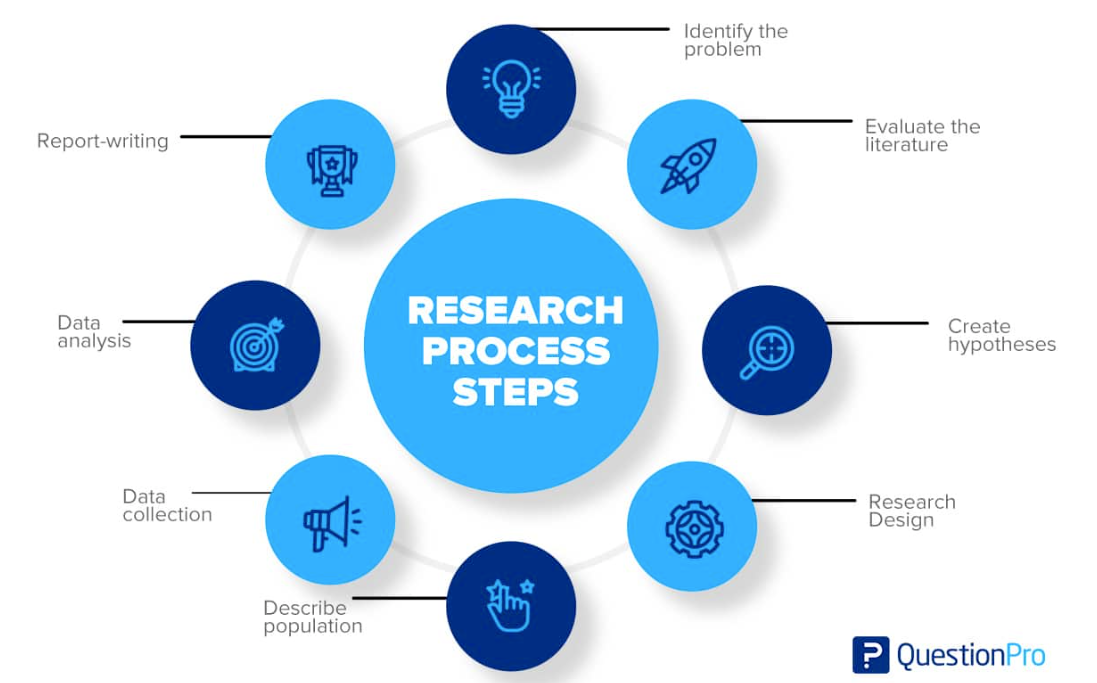 Identify the
problem
Evaluate the
literature
Create
hypotheses
Research
Design
Describe
population
Data
collection
Data
analysis
Report-writing
RESEARCH
PROCESS
STEPS
QuestionPro